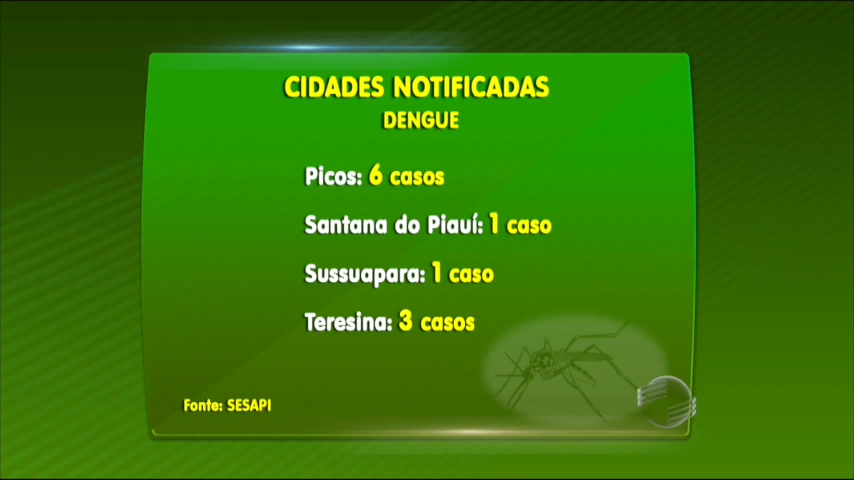 CIDADES NOTIFICADAS
DENGUE
Picos: 6 casos
Santana do Piauí: 1 caso
Sussuapara: 1 caso
Teresina: 3 casos
Fonte: SESAPI